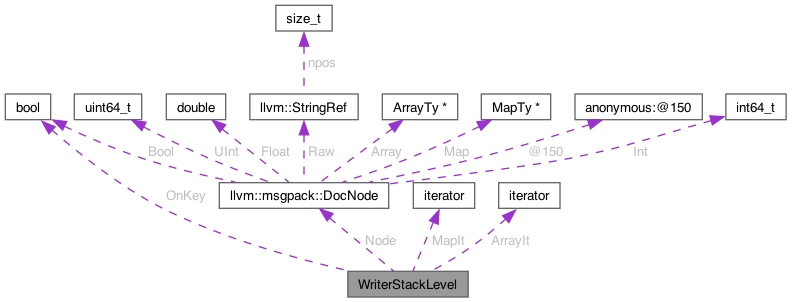 size_t
npos
bool
uint64_t
double
llvm::StringRef
ArrayTy *
MapTy *
anonymous:@150
int64_t
Bool
UInt
Float
Raw
Array
Map
@150
Int
OnKey
llvm::msgpack::DocNode
iterator
iterator
Node
MapIt
ArrayIt
WriterStackLevel